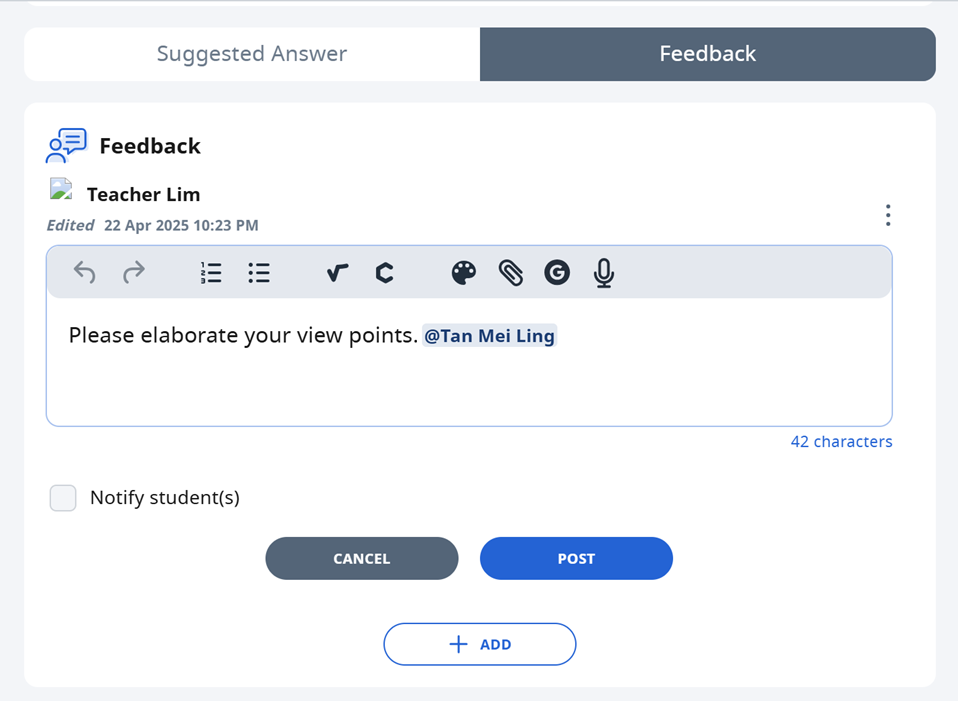 Suggested Answer
Feedback
Feedback
Teacher Lim
Edited 22 Apr 2025 10:23 PM
Please elaborate your view points. @Tan Mei Ling
42 characters
Notify student(s)
CANCEL
POST
+ ADD